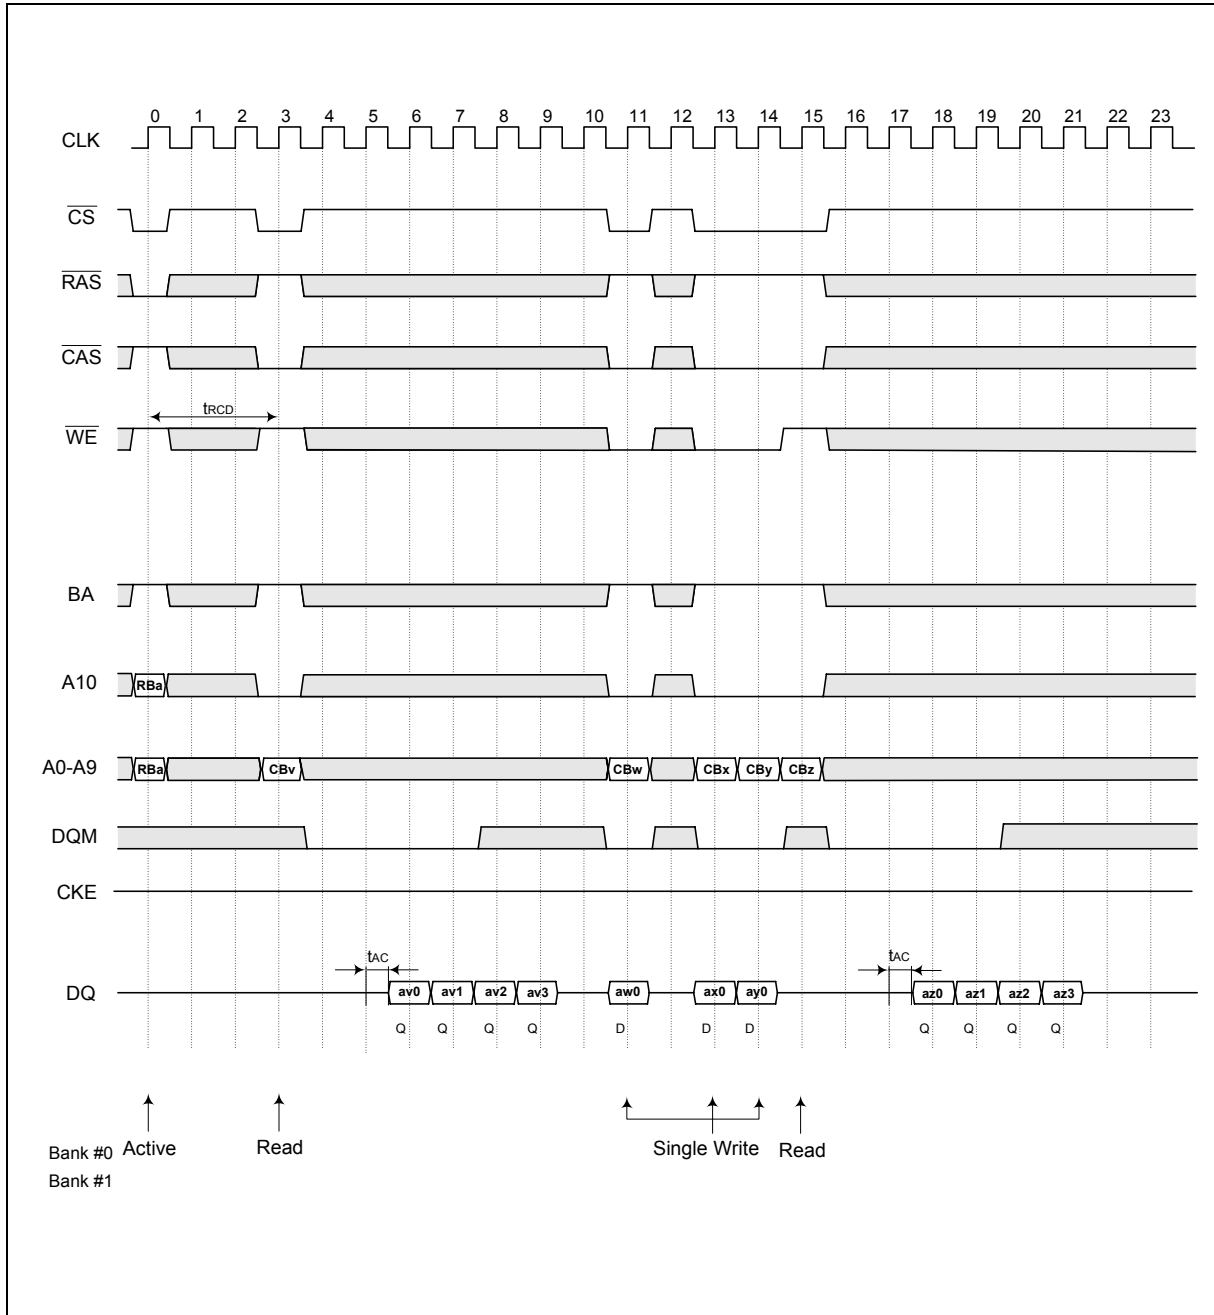 0 1 2 3 4 5 6 7 8 9 10 11 12 13 14 15 16 17 18 19 20 21 22 23
CLK
CS
RAS
CAS
tRCD
WE
BA
A10 RBa
A0-A9 RBa CBv CBw CBx CBy CBz
DQM
CKE
tAC tAC
DQ av0 av1 av2 av3 aw0 ax0 ay0 az0 az1 az2 az3
Q Q Q Q D D D Q Q Q Q
Bank #0 Active Read Single Write Read
Bank #1